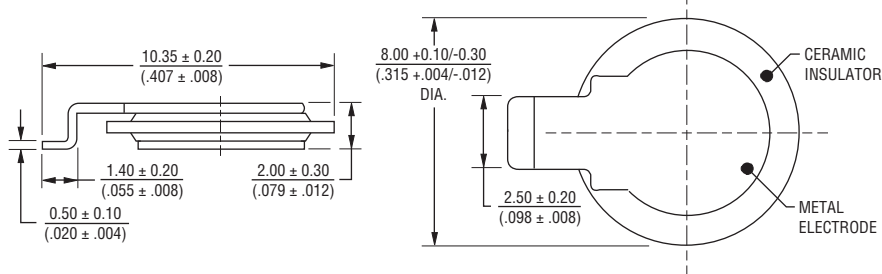 10.35 ± 0.20
(.407 ± .008)
8.00 +0.10/-0.30
(.315 +.004/-.012)
DIA.
CERAMIC
INSULATOR
1.40 ± 0.20
(.055 ± .008)
2.00 ± 0.30
(.079 ± .012)
0.50 ± 0.10
(.020 ± .004)
2.50 ± 0.20
(.098 ± .008)
METAL
ELECTRODE